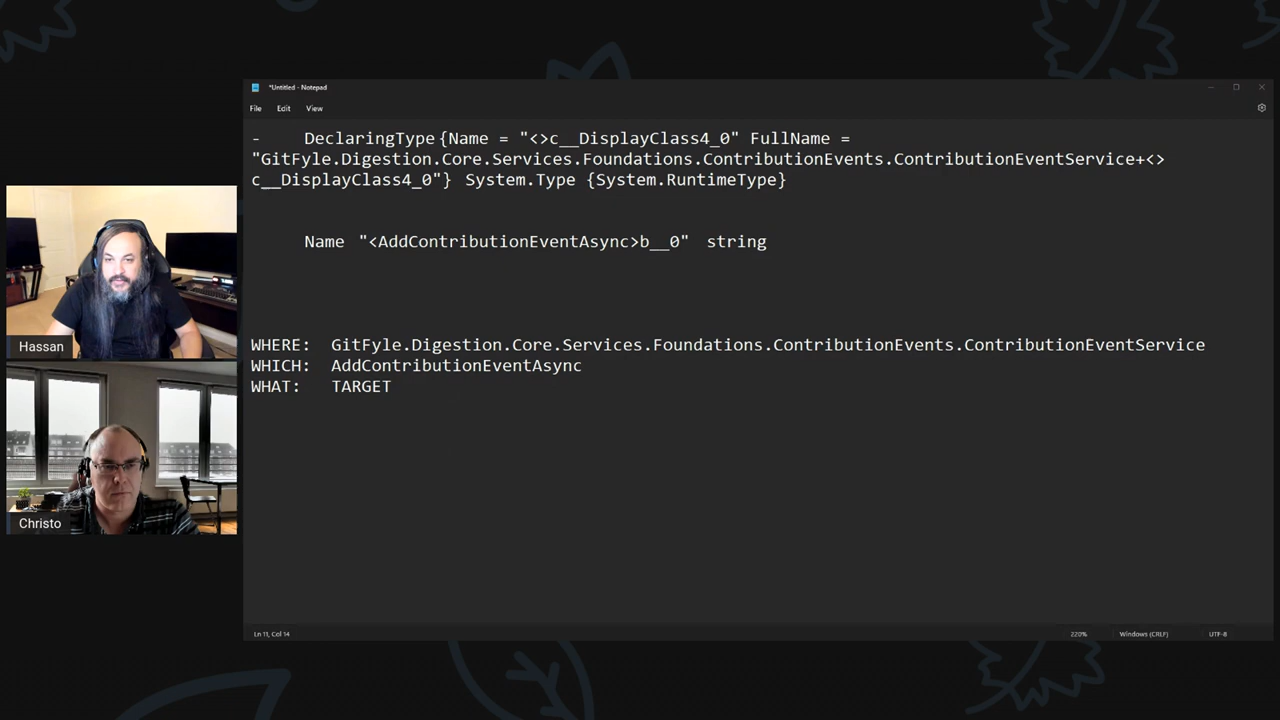 *Untitled - Notepad
File Edit View
- DeclaringType {Name = "<>c__DisplayClass4_0" FullName =
"GitFyle.Digestion.Core.Services.Foundations.ContributionEvents.ContributionEventService+<>
c__DisplayClass4_0"} System.Type {System.RuntimeType}
Name "<AddContributionEventAsync>b__0" string
WHERE: GitFyle.Digestion.Core.Services.Foundations.ContributionEvents.ContributionEventService
WHICH: AddContributionEventAsync
WHAT: TARGET
Hassan
Christo
Ln 11, Col 14 220% Windows (CRLF) UTF-8